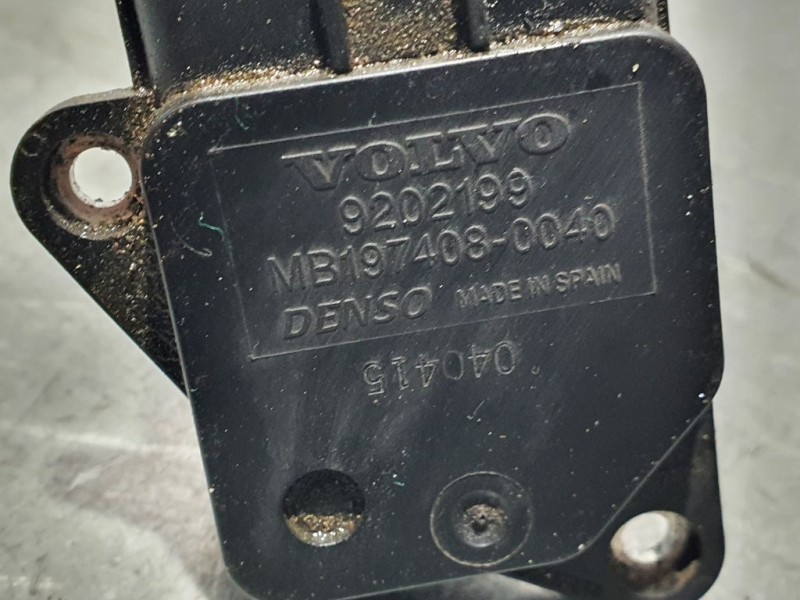 VOLVO
9202199
MB197408-0040
DENSO MADE IN SPAIN
040415